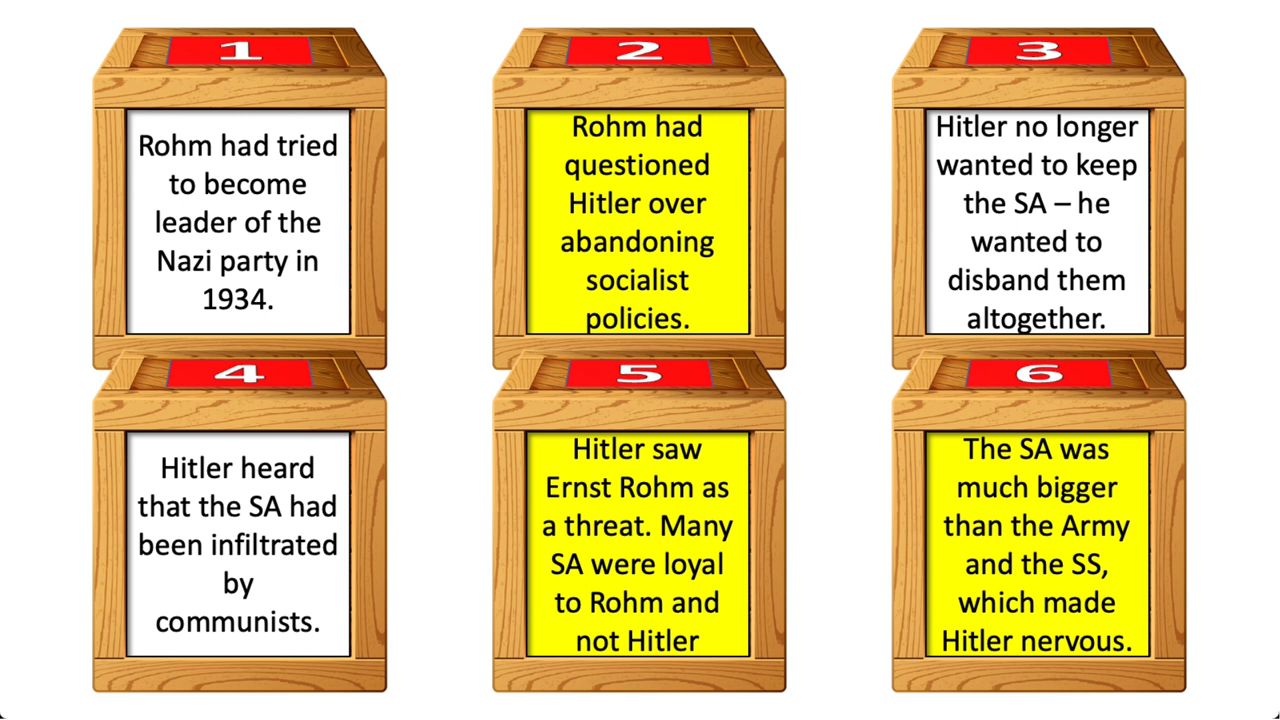 1
Rohm had tried
to become
leader of the
Nazi party in
1934.
2
Rohm had
questioned
Hitler over
abandoning
socialist
policies.
3
Hitler no longer
wanted to keep
the SA – he
wanted to
disband them
altogether.
4
Hitler heard
that the SA had
been infiltrated
by
communists.
5
Hitler saw
Ernst Rohm as
a threat. Many
SA were loyal
to Rohm and
not Hitler
6
The SA was
much bigger
than the Army
and the SS,
which made
Hitler nervous.